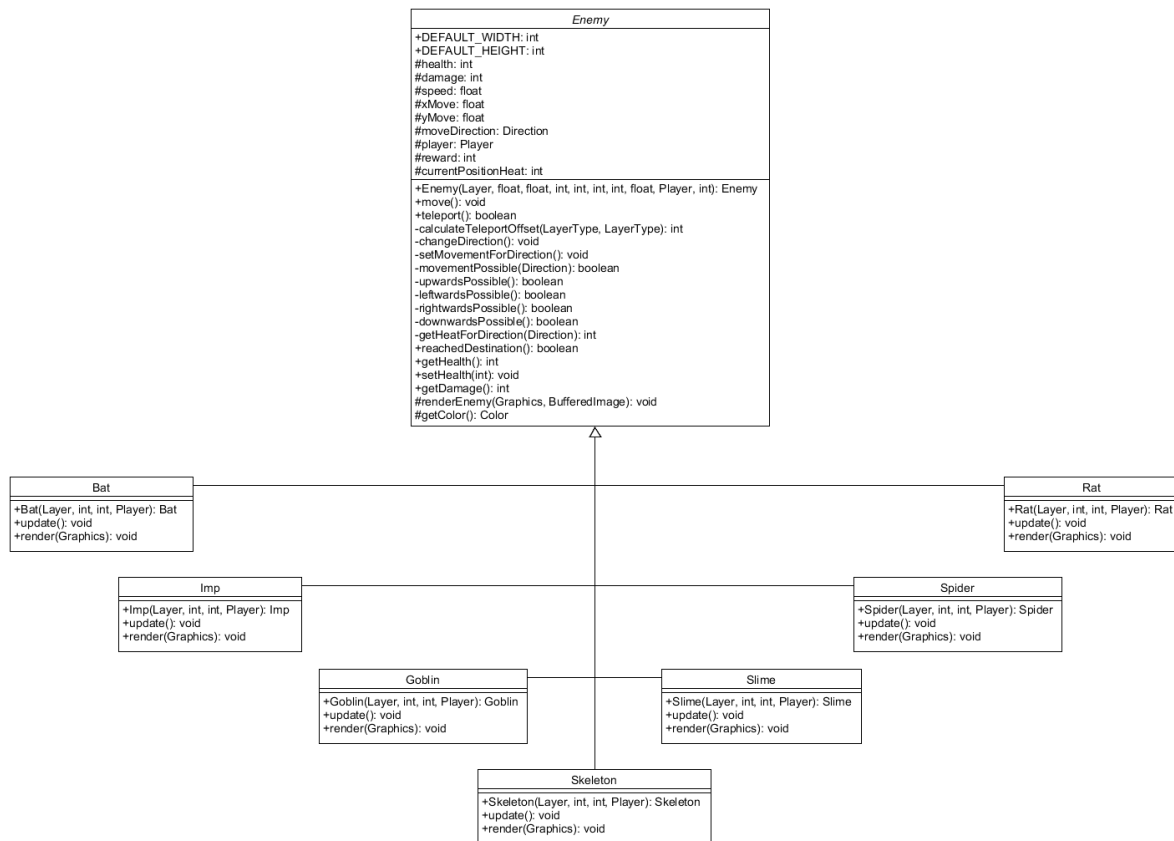 Enemy
+DEFAULT_WIDTH: int
+DEFAULT_HEIGHT: int
#health: int
#damage: int
#speed: float
#xMove: float
#yMove: float
#moveDirection: Direction
#player: Player
#reward: int
#currentPositionHeat: int
+Enemy(Layer, float, float, int, int, int, int, float, Player, int): Enemy
+move(): void
+teleport(): boolean
-calculateTeleportOffset(LayerType, LayerType): int
-changeDirection(): void
-setMovementForDirection(): void
-movementPossible(Direction): boolean
-upwardsPossible(): boolean
-leftwardsPossible(): boolean
-rightwardsPossible(): boolean
-downwardsPossible(): boolean
-getHeatForDirection(Direction): int
+reachedDestination(): boolean
+getHealth(): int
+setHealth(int): void
+getDamage(): int
#renderEnemy(Graphics, BufferedImage): void
#getColor(): Color
Bat
+Bat(Layer, int, int, Player): Bat
+update(): void
+render(Graphics): void
Rat
+Rat(Layer, int, int, Player): Rat
+update(): void
+render(Graphics): void
Imp
+Imp(Layer, int, int, Player): Imp
+update(): void
+render(Graphics): void
Spider
+Spider(Layer, int, int, Player): Spider
+update(): void
+render(Graphics): void
Goblin
+Goblin(Layer, int, int, Player): Goblin
+update(): void
+render(Graphics): void
Slime
+Slime(Layer, int, int, Player): Slime
+update(): void
+render(Graphics): void
Skeleton
+Skeleton(Layer, int, int, Player): Skeleton
+update(): void
+render(Graphics): void